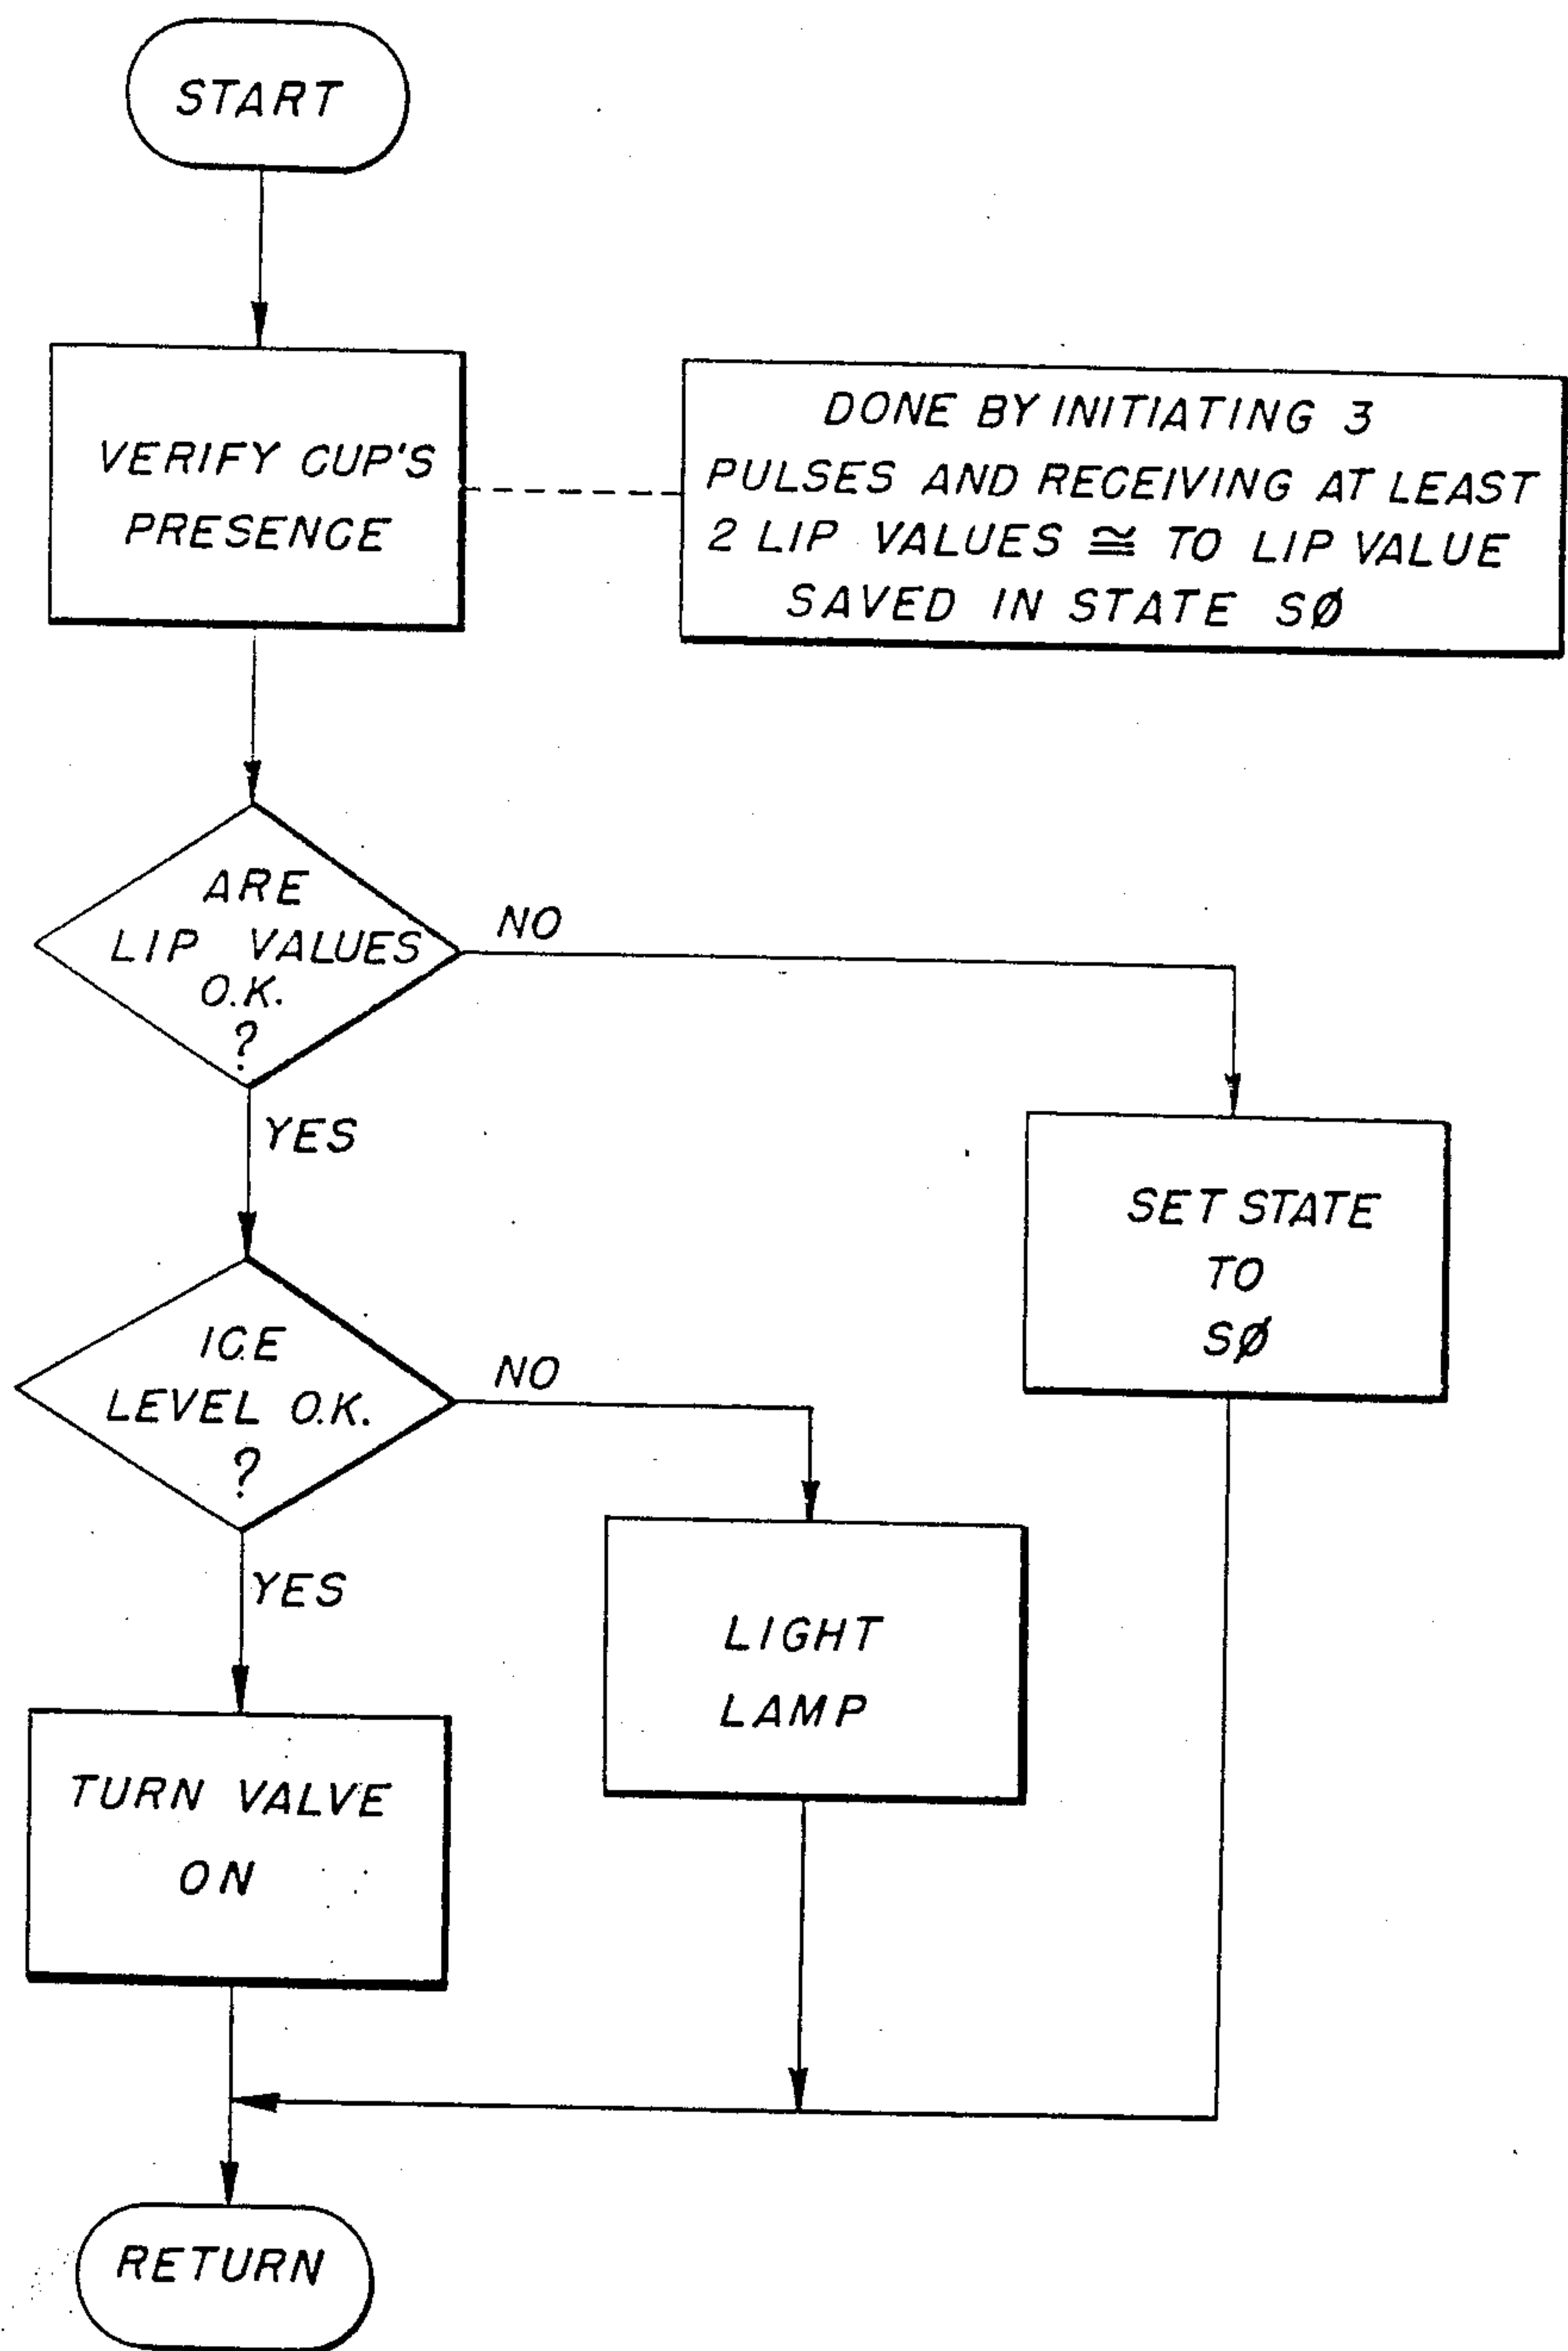 START
VERIFY CUP'S
PRESENCE
DONE BY INITIATING 3
PULSES AND RECEIVING AT LEAST
2 LIP VALUES ≅ TO LIP VALUE
SAVED IN STATE SØ
ARE
LIP VALUES
O.K.
?
NO
YES
SET STATE
TO
SØ
ICE
LEVEL O.K.
?
NO
YES
LIGHT
LAMP
TURN VALVE
ON
RETURN